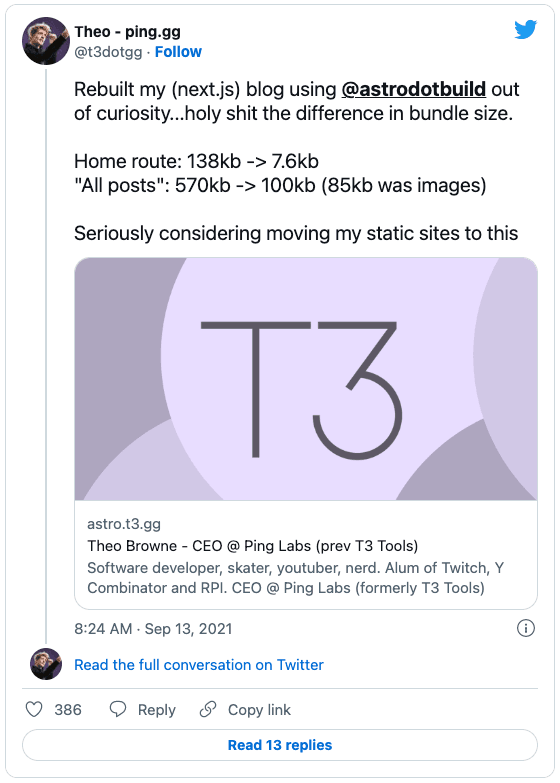 Theo - ping.gg
@t3dotgg · Follow
Rebuilt my (next.js) blog using @astrodotbuild out
of curiosity...holy shit the difference in bundle size.
Home route: 138kb -> 7.6kb
"All posts": 570kb -> 100kb (85kb was images)
Seriously considering moving my static sites to this
T3
astro.t3.gg
Theo Browne - CEO @ Ping Labs (prev T3 Tools)
Software developer, skater, youtuber, nerd. Alum of Twitch, Y
Combinator and RPI. CEO @ Ping Labs (formerly T3 Tools)
8:24 AM · Sep 13, 2021
Read the full conversation on Twitter
386 Reply Copy link
Read 13 replies